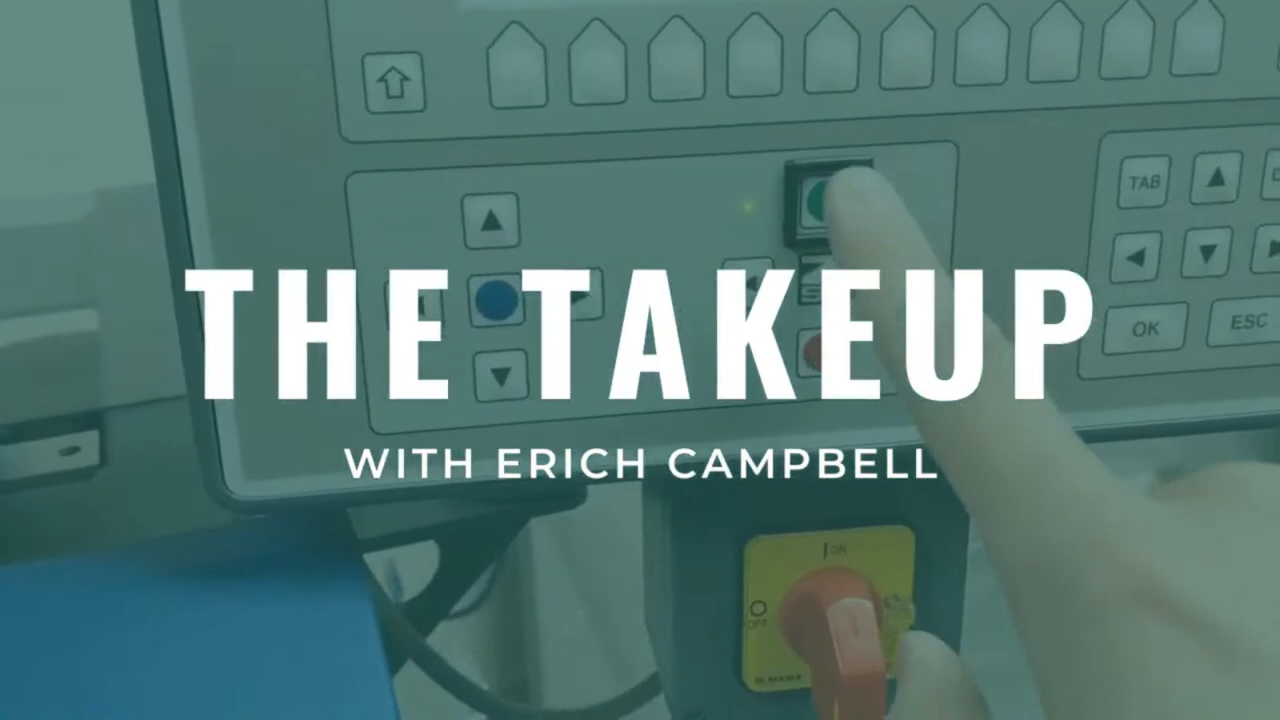 TAB
THE TAKEUP
OK
ESC
WITH ERICH CAMPBELL
ON
OFF